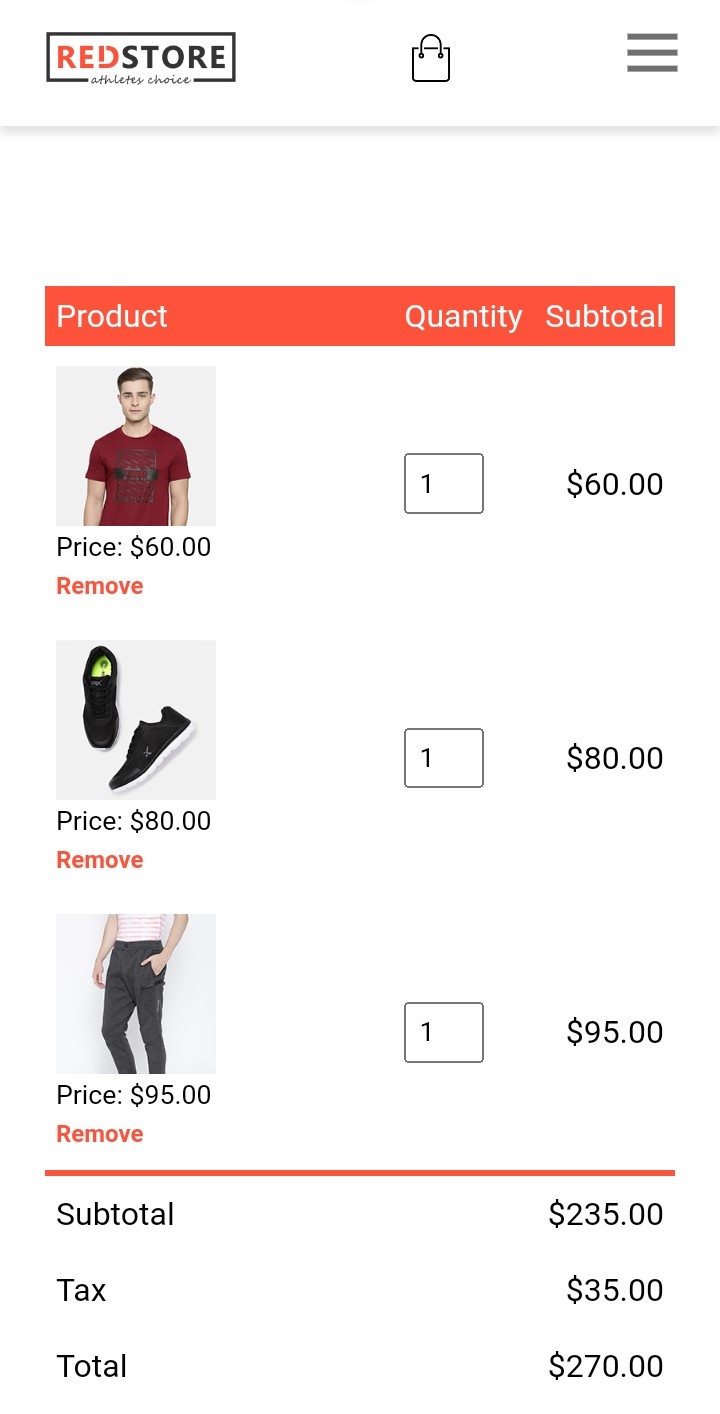 REDSTORE
athletes choice
Product Quantity Subtotal
1 $60.00
Price: $60.00
Remove
1 $80.00
Price: $80.00
Remove
1 $95.00
Price: $95.00
Remove
Subtotal $235.00
Tax $35.00
Total $270.00